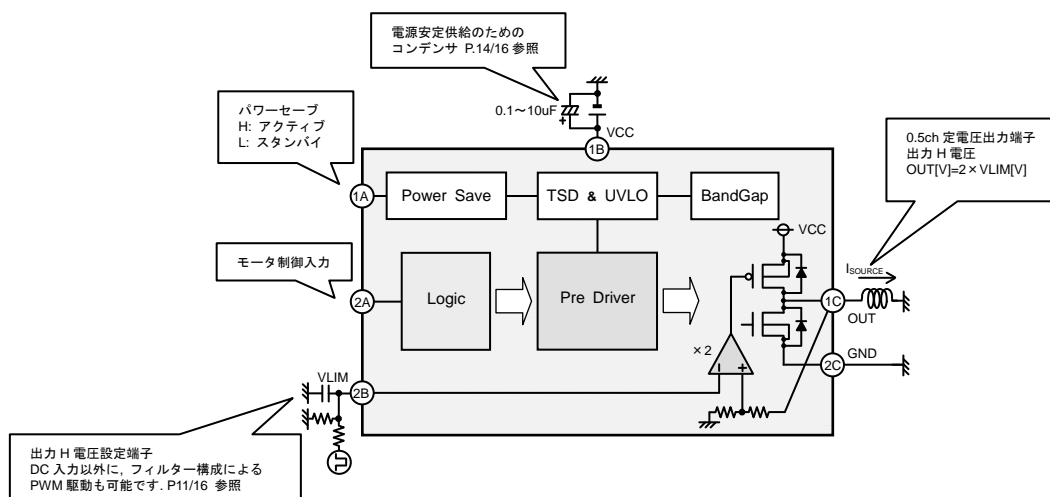 電源安定供給のための
コンデンサ P.14/16 参照
パワーセーブ
H: アクティブ
L: スタンバイ
0.1～10uF
+
VCC
1B
0.5ch 定電圧出力端子
出力 H 電圧
OUT[V]=2×VLIM[V]
1A
Power Save
TSD & UVLO
BandGap
VCC
モータ制御入力
2A
Logic
Pre Driver
ISOURCE
1C
OUT
×2
GND
2C
VLIM
2B
出力 H 電圧設定端子
DC 入力以外に, フィルター構成による
PWM 駆動も可能です. P11/16 参照